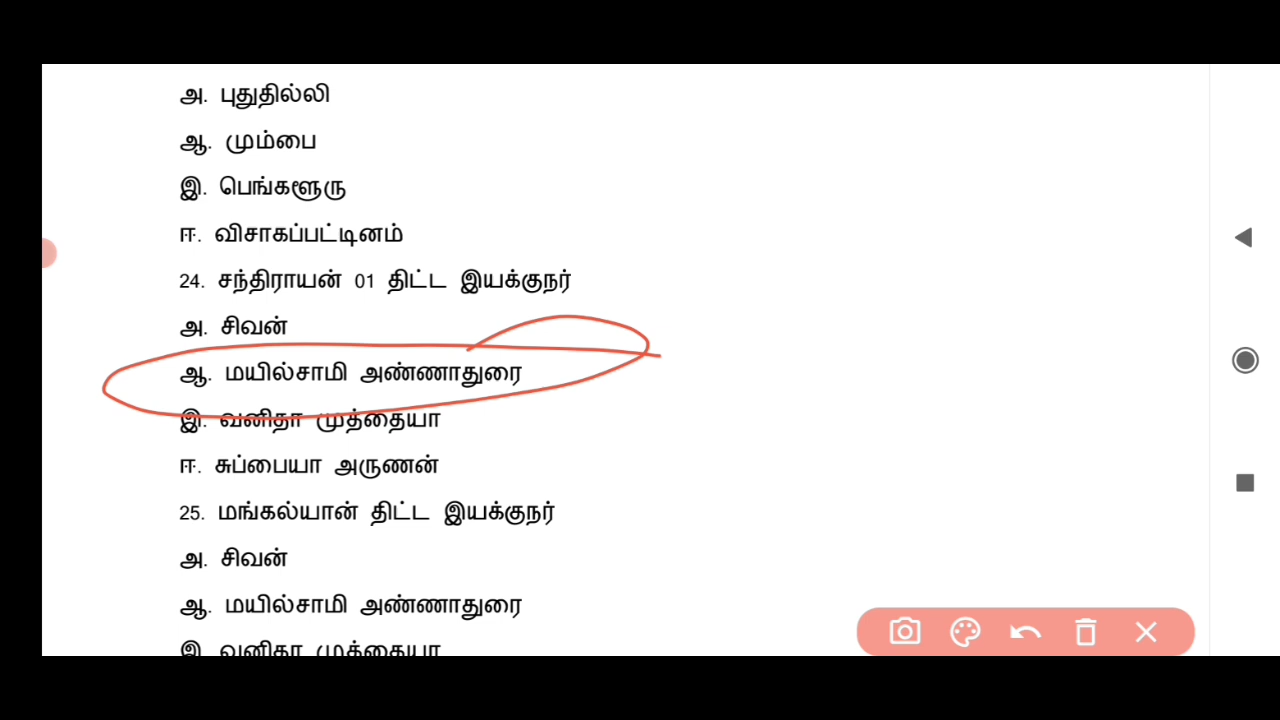 அ. புதுதில்லி
ஆ. மும்பை
இ. பெங்களூரு
ஈ. விசாகப்பட்டினம்
24. சந்திராயன் 01 திட்ட இயக்குநர்
அ. சிவன்
ஆ. மயில்சாமி அண்ணாதுரை
இ. வனிதா முத்தையா
ஈ. சுப்பையா அருணன்
25. மங்கல்யான் திட்ட இயக்குநர்
அ. சிவன்
ஆ. மயில்சாமி அண்ணாதுரை
இ. வனிதா முத்தையா